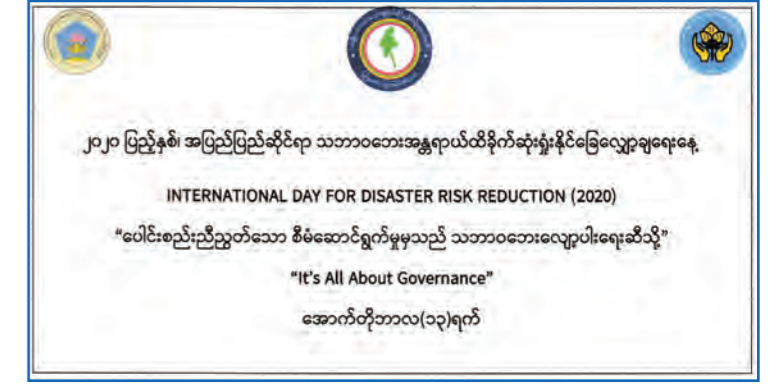 ၂၀၂၀ ပြည့်နှစ်၊ အပြည်ပြည်ဆိုင်ရာ သဘာဝဘေးအန္တရာယ်ထိခိုက်ဆုံးရှုံးနိုင်ခြေလျှော့ချရေးနေ့
INTERNATIONAL DAY FOR DISASTER RISK REDUCTION (2020)
“ပေါင်းစည်းညီညွတ်သော စီမံဆောင်ရွက်မှုမှသည် သဘာဝဘေးလျော့ပါးရေးဆီသို့”
“It's All About Governance”
အောက်တိုဘာလ(၁၃)ရက်